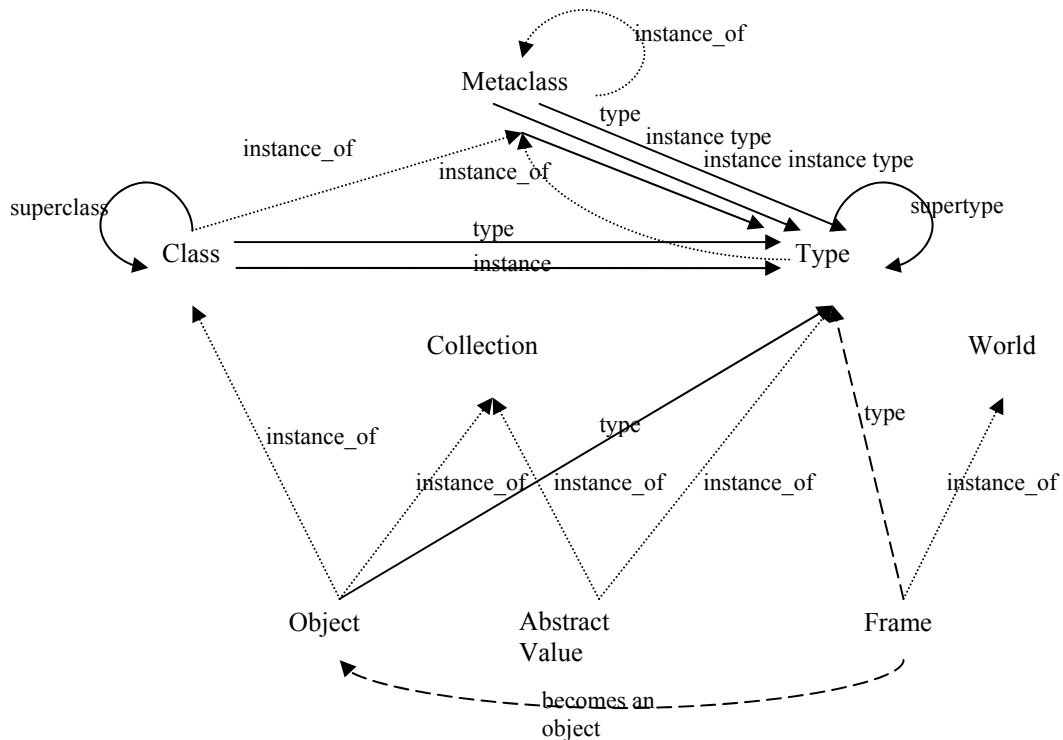 instance_of
Metaclass
type
instance type
instance_of
instance instance type
instance_of
superclass
supertype
type
Class
Type
instance
Collection
World
type
type
instance_of
instance_of
instance_of
instance_of
instance_of
Object
Abstract
Value
Frame
becomes an
object